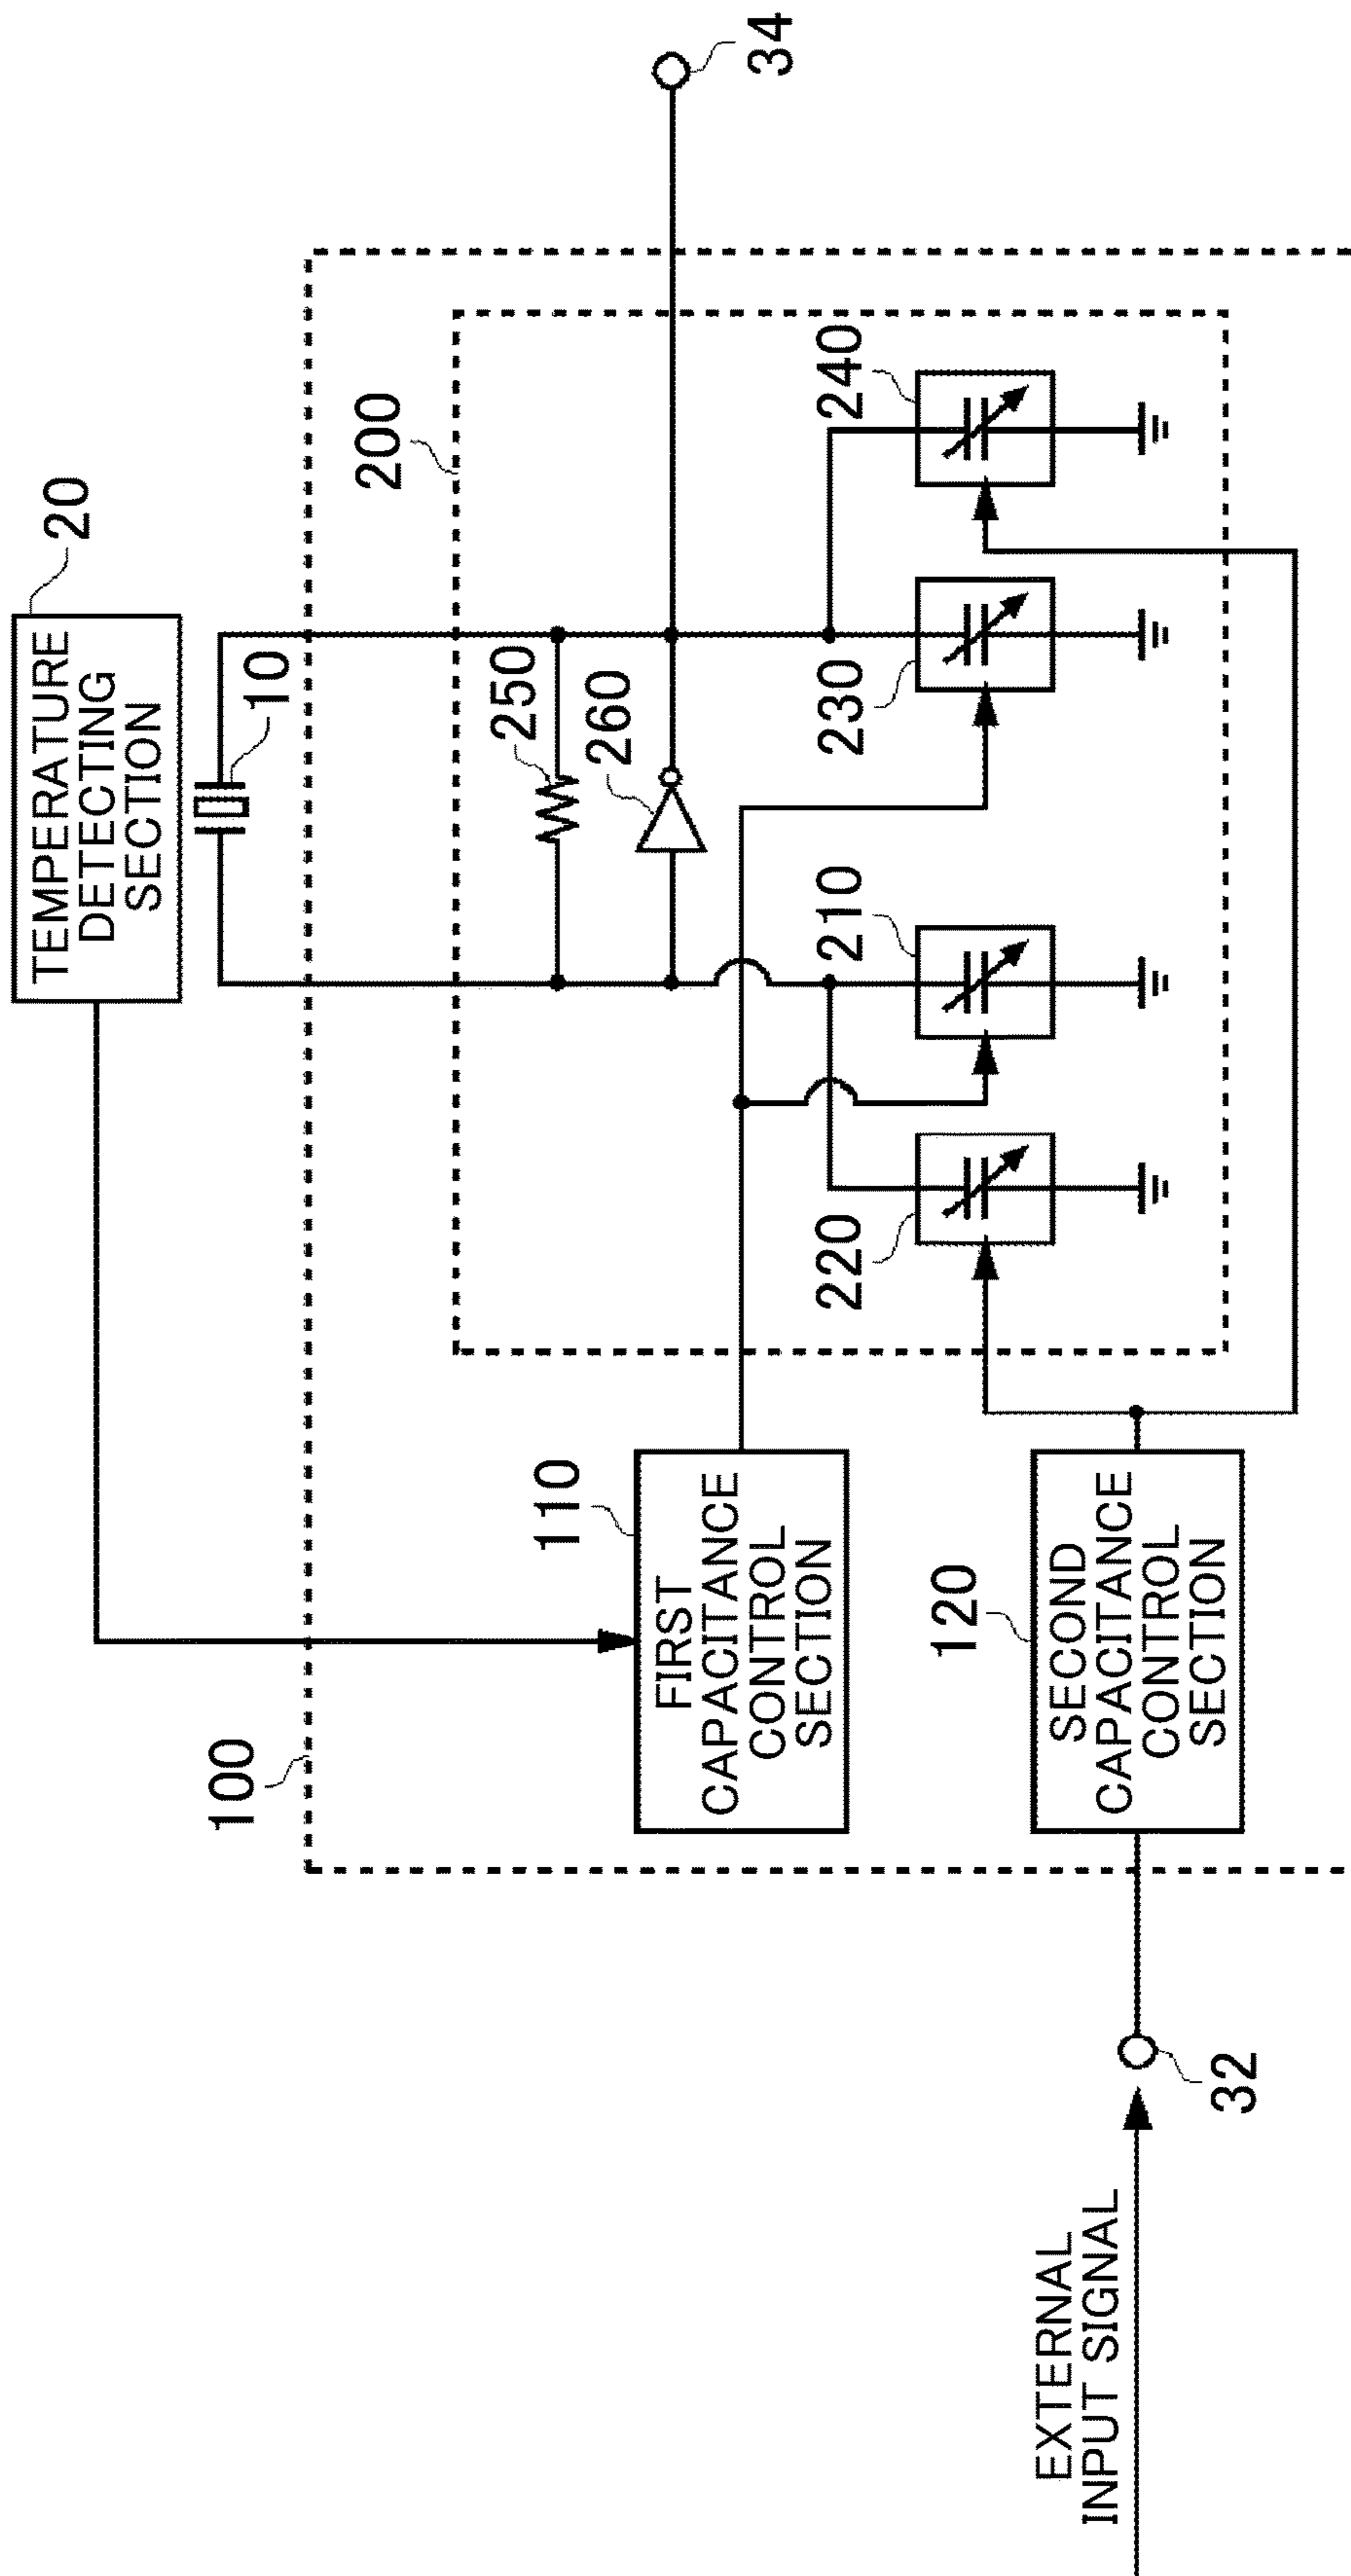 TEMPERATURE
DETECTING
SECTION
20
10
34
100
200
250
260
110
FIRST
CAPACITANCE
CONTROL
SECTION
220
210
230
240
120
SECOND
CAPACITANCE
CONTROL
SECTION
EXTERNAL
INPUT SIGNAL
32